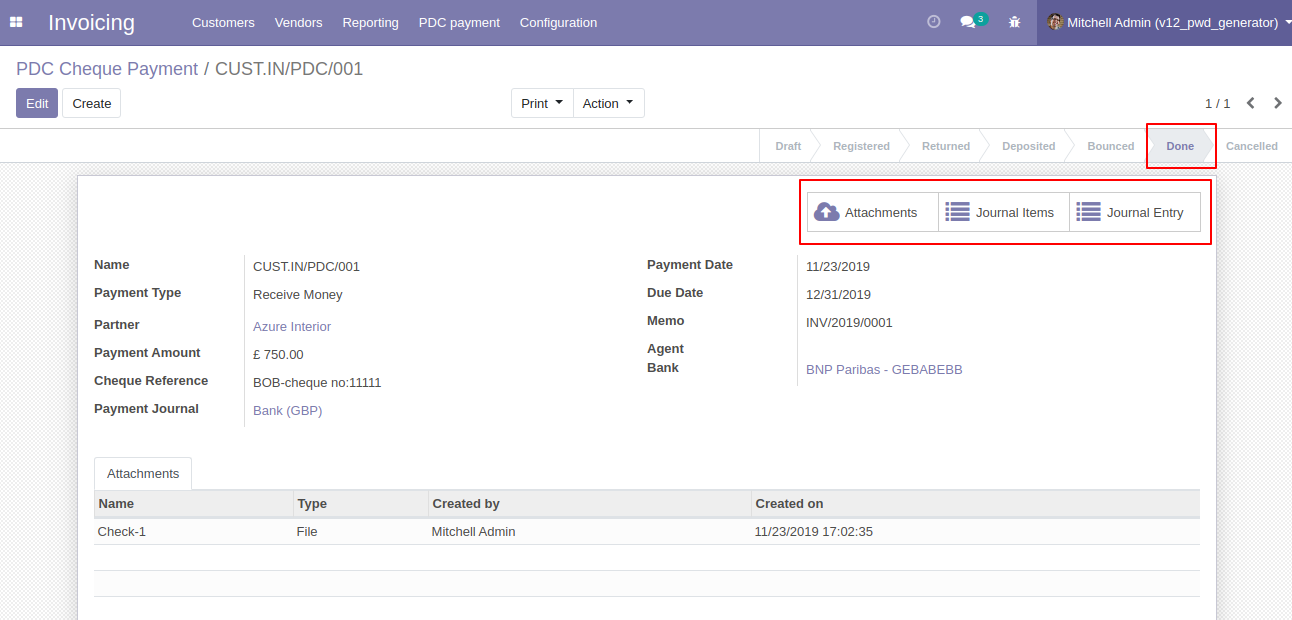 Invoicing Customers Vendors Reporting PDC payment Configuration 3 Mitchell Admin (v12_pwd_generator)
PDC Cheque Payment / CUST.IN/PDC/001
Edit Create Print Action 1 / 1
Draft Registered Returned Deposited Bounced Done Cancelled
Attachments Journal Items Journal Entry
Name CUST.IN/PDC/001
Payment Type Receive Money
Partner Azure Interior
Payment Amount £ 750.00
Cheque Reference BOB-cheque no:11111
Payment Journal Bank (GBP)
Payment Date 11/23/2019
Due Date 12/31/2019
Memo INV/2019/0001
Agent
Bank BNP Paribas - GEBABEBB
Attachments
Name Type Created by Created on
Check-1 File Mitchell Admin 11/23/2019 17:02:35